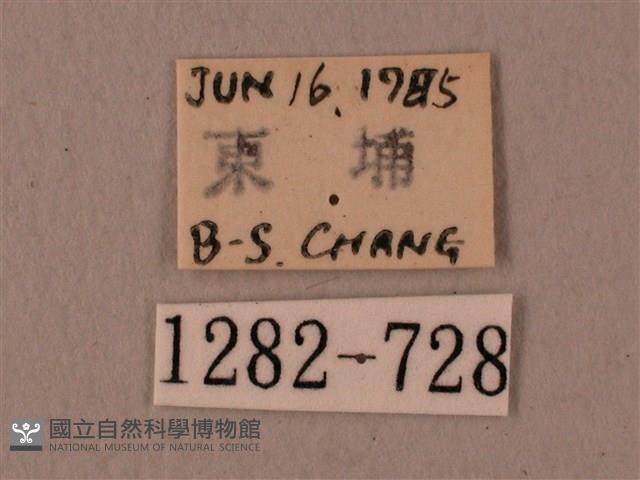 JUN 16, 1985
東 埔
B-S. CHANG
1282-728
國立自然科學博物館
NATIONAL MUSEUM OF NATURAL SCIENCE